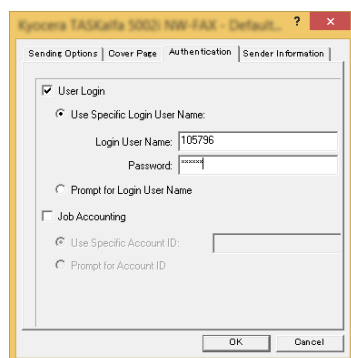 Kyocera TASKalfa 5002i NW-FAX - Default... ? ×
Sending Options Cover Page Authentication Sender Information
User Login
Use Specific Login User Name:
Login User Name: 105796
Password: ******
Prompt for Login User Name
Job Accounting
Use Specific Account ID:
Prompt for Account ID
OK Cancel